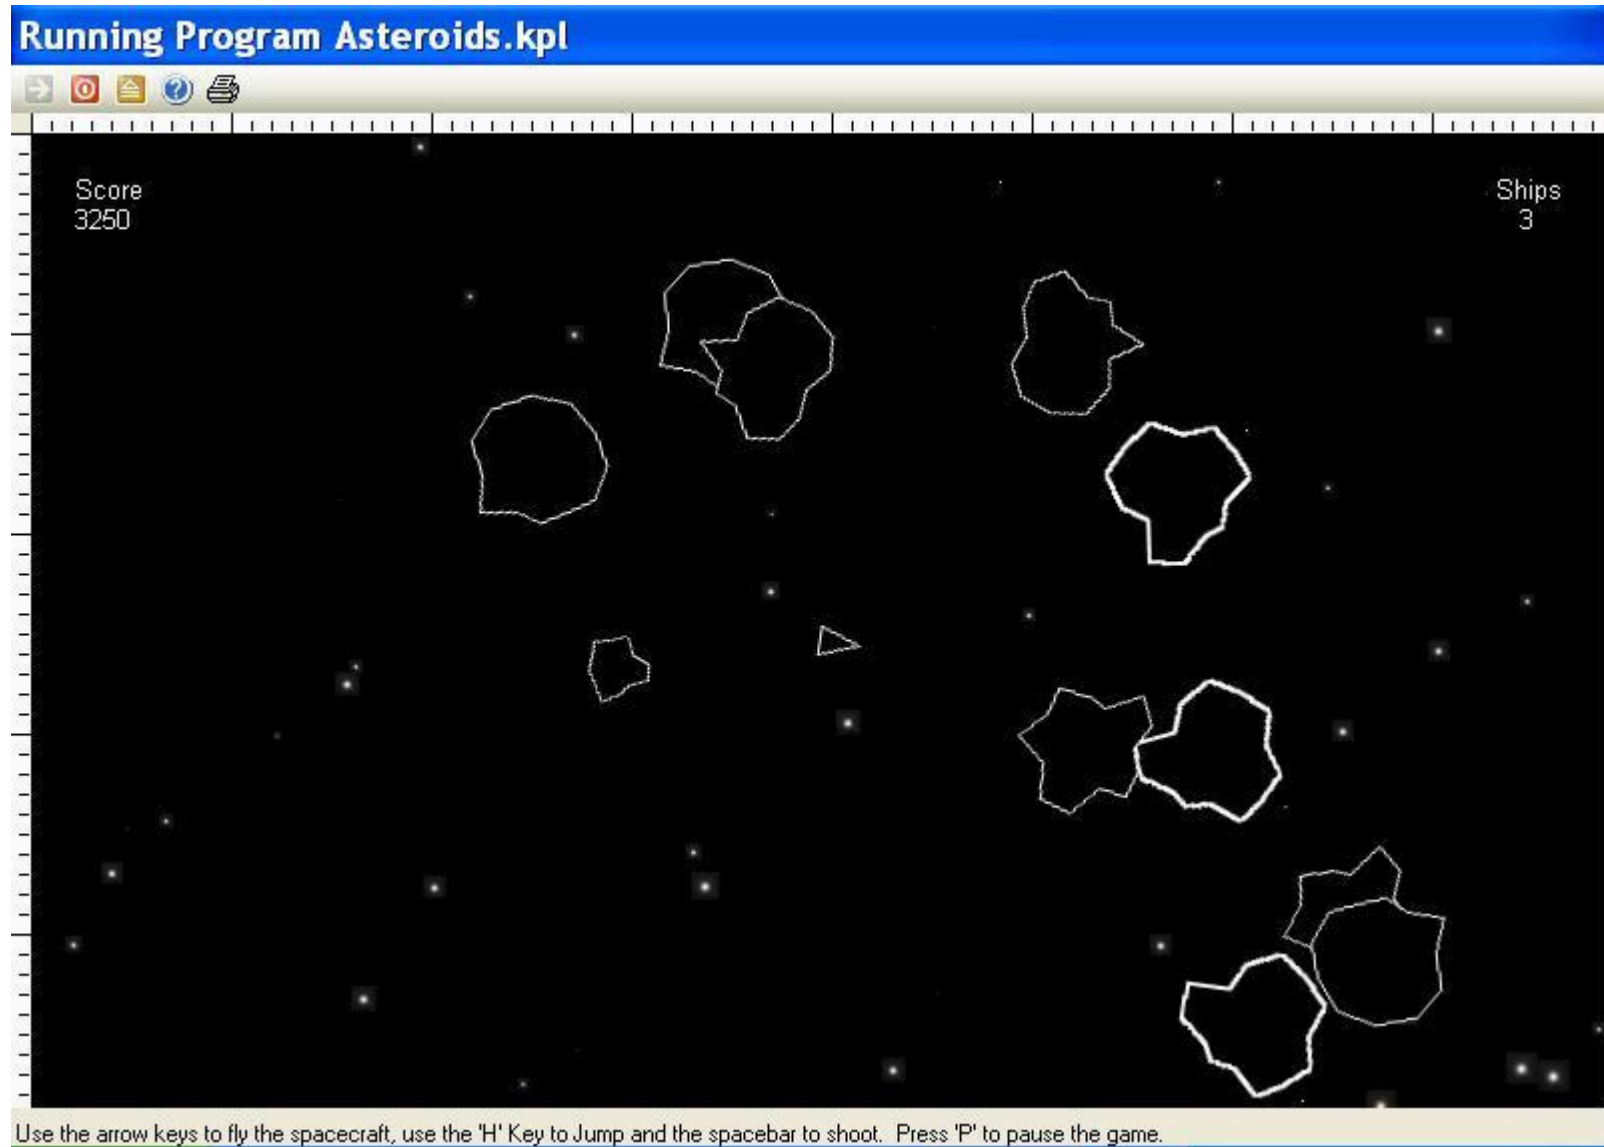 Running Program Asteroids.kpl
Score
3250
Ships
3
Use the arrow keys to fly the spacecraft, use the 'H' Key to Jump and the spacebar to shoot.  Press 'P' to pause the game.